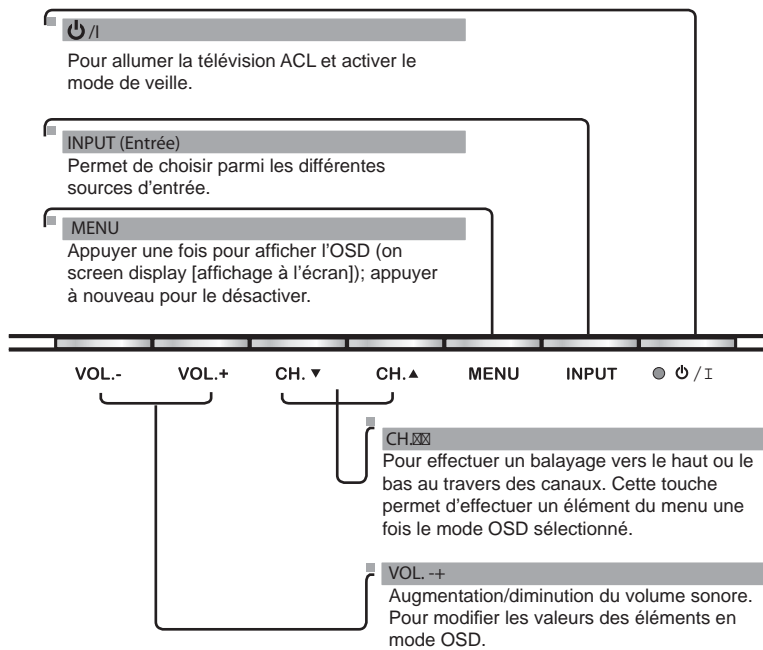 ⏻/I
Pour allumer la télévision ACL et activer le
mode de veille.
INPUT (Entrée)
Permet de choisir parmi les différentes
sources d'entrée.
MENU
Appuyer une fois pour afficher l'OSD (on
screen display [affichage à l'écran]); appuyer
à nouveau pour le désactiver.
VOL.- VOL.+ CH. ▼ CH.▲ MENU INPUT ⏻/I
CH.
Pour effectuer un balayage vers le haut ou le
bas au travers des canaux. Cette touche
permet d'effectuer un élément du menu une
fois le mode OSD sélectionné.
VOL. -+
Augmentation/diminution du volume sonore.
Pour modifier les valeurs des éléments en
mode OSD.